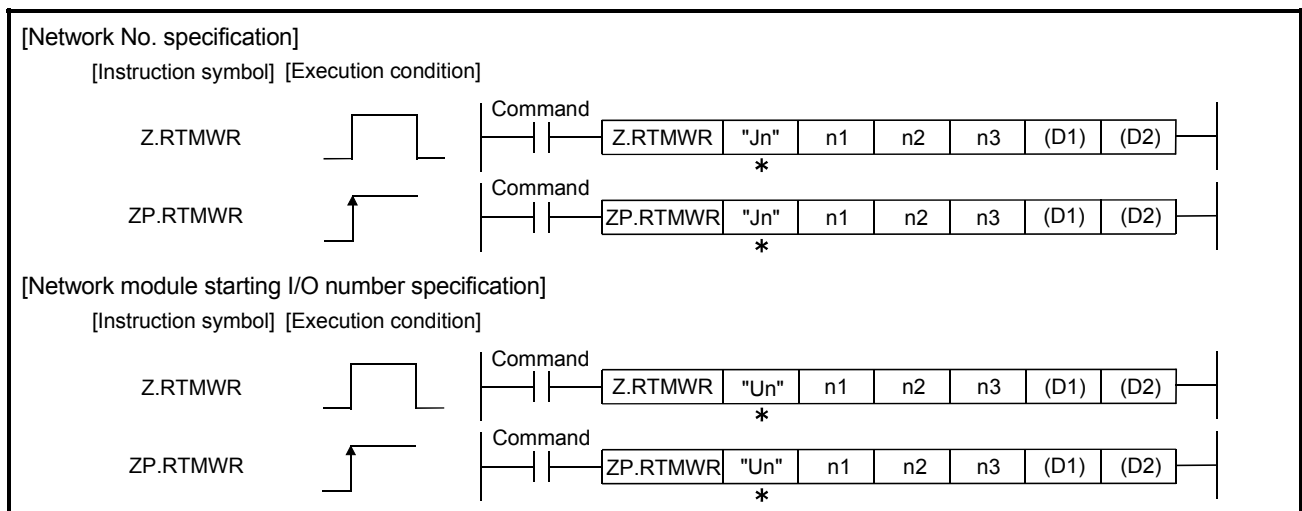 [Network No. specification]
[Instruction symbol] [Execution condition]
Command
Z.RTMWR Z.RTMWR "Jn" n1 n2 n3 (D1) (D2)
*
Command
ZP.RTMWR ZP.RTMWR "Jn" n1 n2 n3 (D1) (D2)
*
[Network module starting I/O number specification]
[Instruction symbol] [Execution condition]
Command
Z.RTMWR Z.RTMWR "Un" n1 n2 n3 (D1) (D2)
*
Command
ZP.RTMWR ZP.RTMWR "Un" n1 n2 n3 (D1) (D2)
*